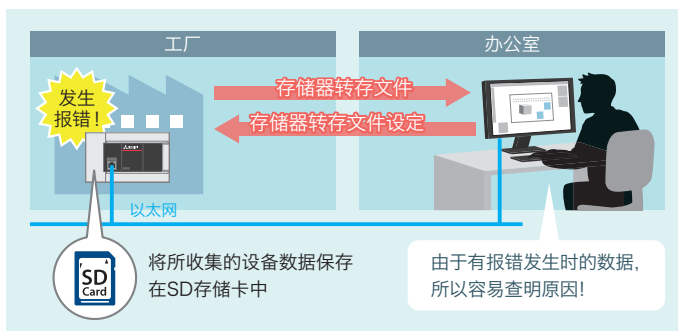 工厂
办公室
发生
报错！
存储器转存文件
存储器转存文件设定
以太网
SD
Card
将所收集的设备数据保存
在SD存储卡中
由于有报错发生时的数据，
所以容易查明原因！